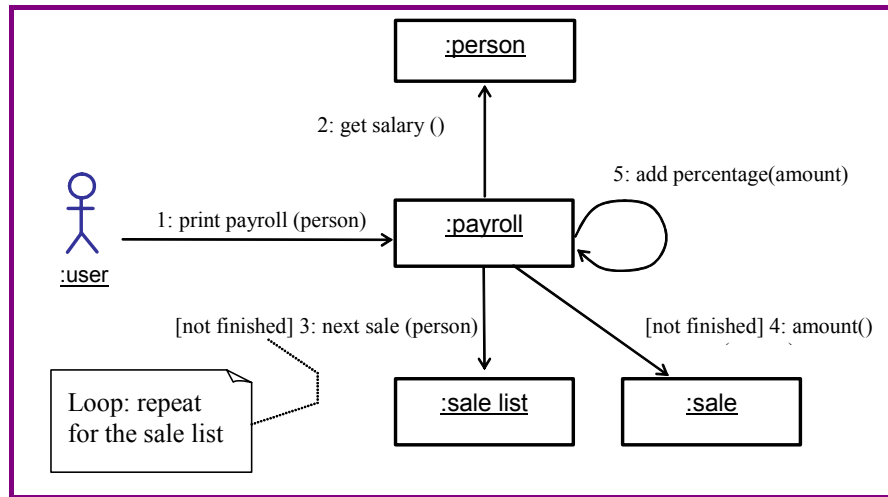 :person
2: get salary ()
5: add percentage(amount)
1: print payroll (person)
:payroll
:user
[not finished] 3: next sale (person)
[not finished] 4: amount()
Loop: repeat
for the sale list
:sale list
:sale